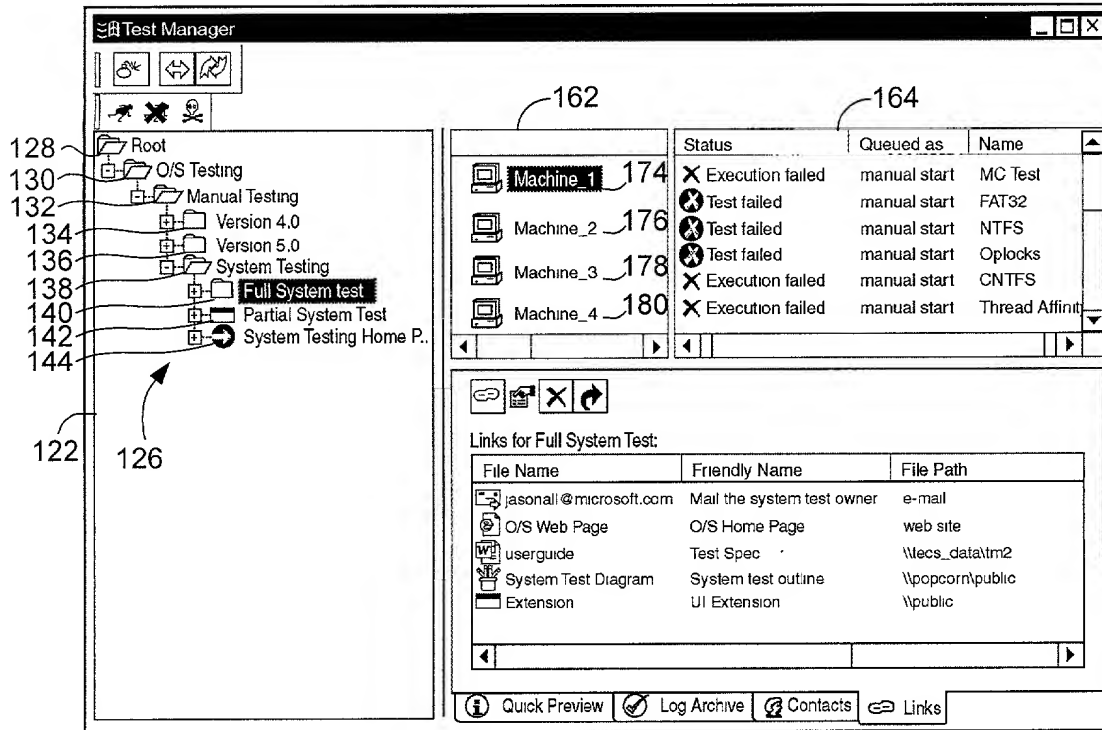 Test Manager
162
164
128
Root
130
O/S Testing
132
Manual Testing
134
Version 4.0
136
Version 5.0
138
System Testing
140
Full System test
142
Partial System Test
144
System Testing Home P..
122
126
Machine_1
174
Machine_2
176
Machine_3
178
Machine_4
180
Status Queued as Name
Execution failed manual start MC Test
Test failed manual start FAT32
Test failed manual start NTFS
Test failed manual start Oplocks
Execution failed manual start CNTFS
Execution failed manual start Thread Affinit
Links for Full System Test:
File Name Friendly Name File Path
jasonall@microsoft.com Mail the system test owner e-mail
O/S Web Page O/S Home Page web site
userguide Test Spec \\tecs_data\tm2
System Test Diagram System test outline \\popcorn\public
Extension UI Extension \\public
Quick Preview Log Archive Contacts Links